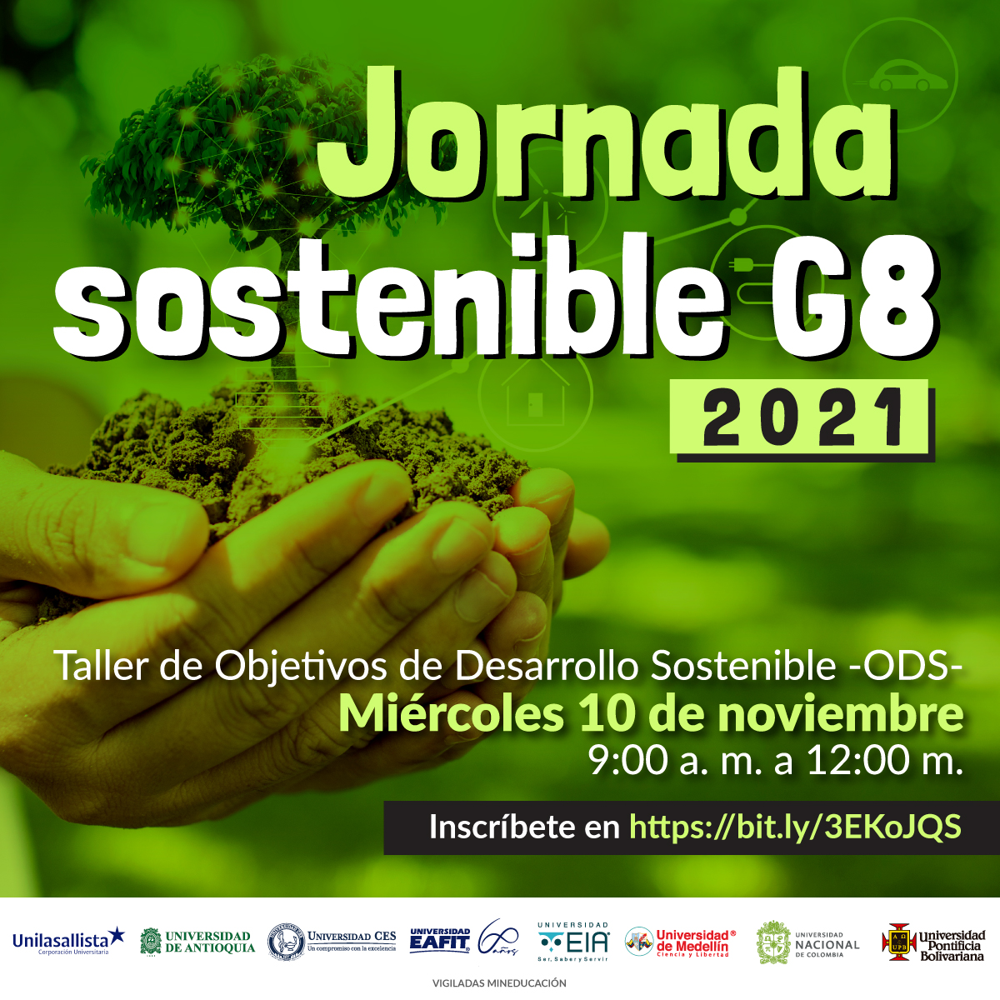 Jornada
sostenible G8
2021
Taller de Objetivos de Desarrollo Sostenible -ODS-
Miércoles 10 de noviembre
9:00 a. m. a 12:00 m.
Inscríbete en https://bit.ly/3EKoJQS
Unilasallista
Corporación Universitaria
UNIVERSIDAD
DE ANTIOQUIA
UNIVERSIDAD CES
Un compromiso con la excelencia
UNIVERSIDAD
EAFIT
60
años
UNIVERSIDAD
EIA
Ser, Saber y Servir
Universidad®
de Medellín
Ciencia y Libertad
UNIVERSIDAD
NACIONAL
DE COLOMBIA
Universidad
Pontificia
Bolivariana
VIGILADAS MINEDUCACIÓN